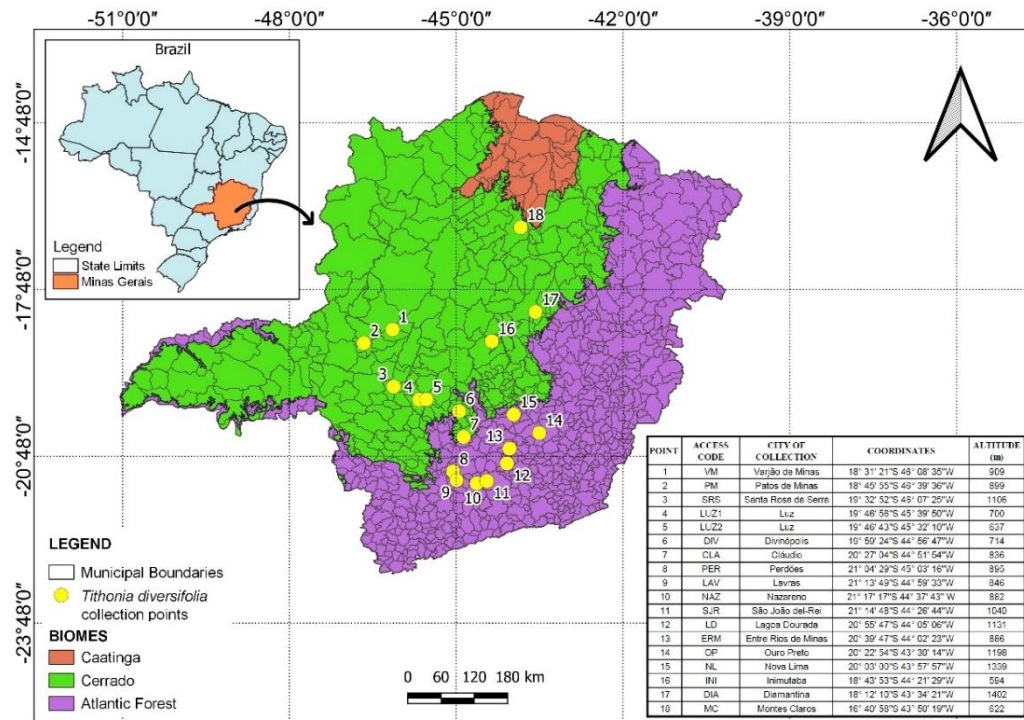 -51°0'0"
-48°0'0"
-45°0'0"
-42°0'0"
-39°0'0"
-36°0'0"
-14°48'0"
-17°48'0"
-20°48'0"
-23°48'0"
Brazil
Legend
State Limits
Minas Gerais
18
17
1
2
16
3
4
5
6
15
7
13
14
8
12
9
10
11
LEGEND
Municipal Boundaries
Tithonia diversifolia
collection points
BIOMES
Caatinga
Cerrado
Atlantic Forest
0 60 120 180 km
POINT ACCESS CODE CITY OF COLLECTION COORDINATES ALTITUDE (m)
1 VM Varjão de Minas 18° 31' 21"S 46° 08' 35"W 909
2 PM Patos de Minas 18° 45' 55"S 46° 39' 36"W 899
3 SRS Santa Rosa da Serra 19° 32' 52"S 46° 07' 25"W 1106
4 LUZ1 Luz 19° 46' 56"S 45° 39' 50"W 700
5 LUZ2 Luz 19° 46' 43"S 45° 32' 10"W 637
6 DIV Divinópolis 19° 59' 24"S 44° 56' 47"W 714
7 CLA Cláudio 20° 27' 04"S 44° 51' 54"W 836
8 PER Perdões 21° 04' 29"S 45° 03' 16"W 895
9 LAV Lavras 21° 13' 49"S 44° 59' 33"W 846
10 NAZ Nazareno 21° 17' 17"S 44° 37' 43" W 882
11 SJR São João del-Rei 21° 14' 48"S 44° 26' 44"W 1040
12 LD Lagoa Dourada 20° 55' 47"S 44° 05' 06"W 1131
13 ERM Entre Rios de Minas 20° 39' 47"S 44° 02' 23"W 886
14 OP Ouro Preto 20° 22' 54"S 43° 30' 14"W 1198
15 NL Nova Lima 20° 03' 00"S 43° 57' 57"W 1339
16 INI Inimutaba 18° 43' 53"S 44° 21' 29"W 594
17 DIA Diamantina 18° 12' 10"S 43° 34' 21"W 1402
18 MC Montes Claros 16° 40' 58"S 43° 50' 19"W 622